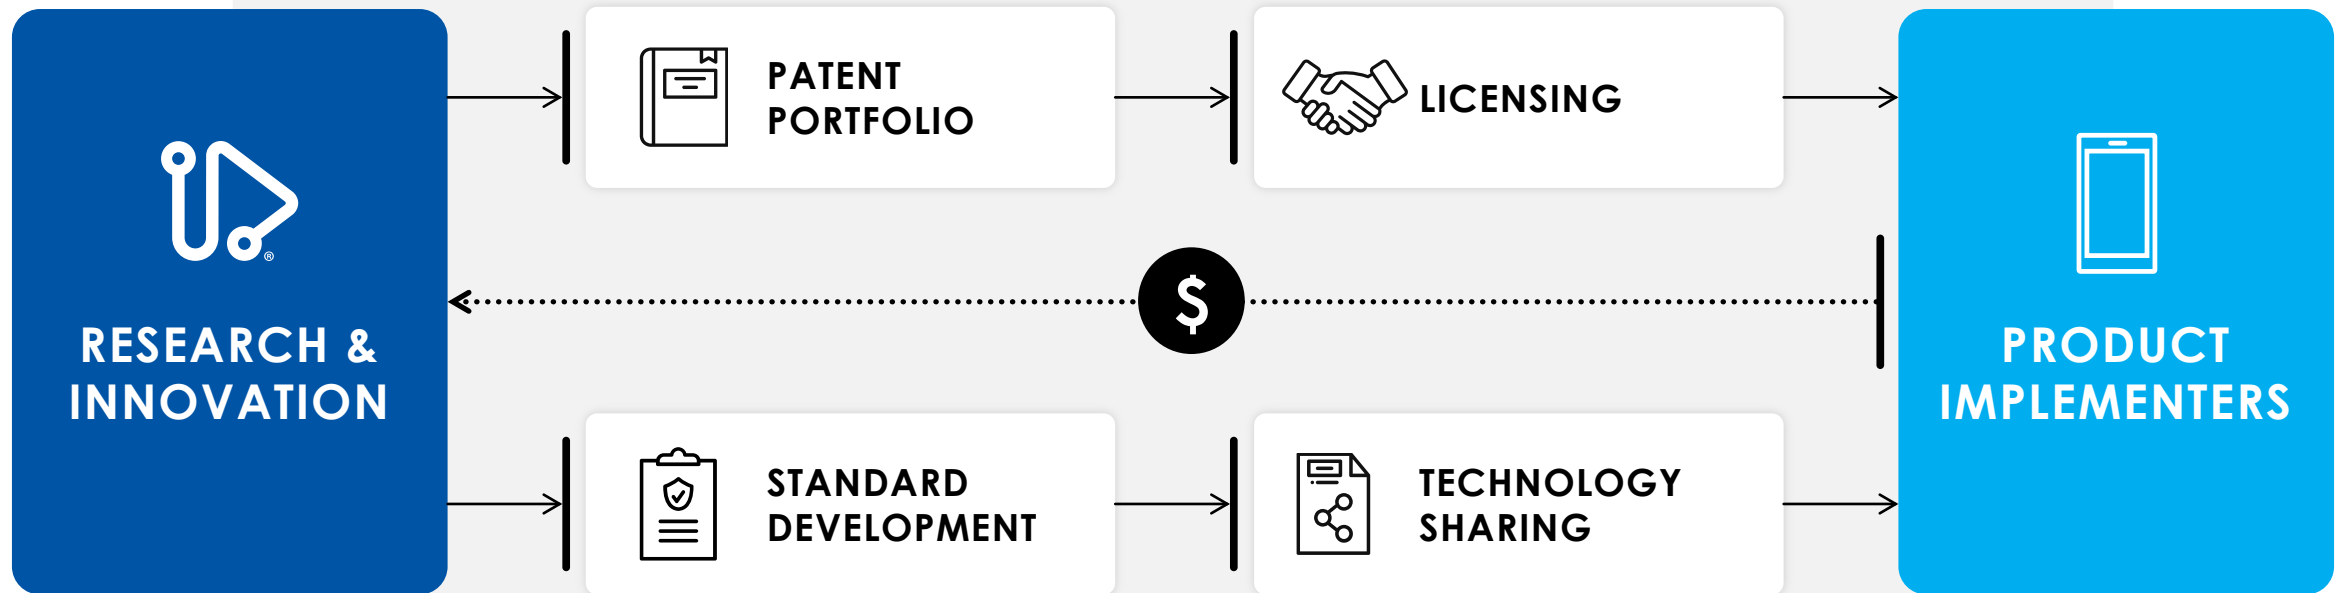 RESEARCH &
INNOVATION
®
PATENT
PORTFOLIO
LICENSING
$
STANDARD
DEVELOPMENT
TECHNOLOGY
SHARING
PRODUCT
IMPLEMENTERS